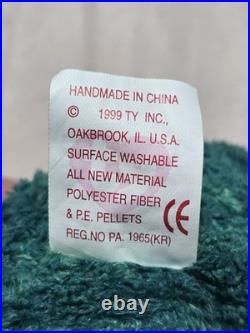 HANDMADE IN CHINA
© 1999 TY INC.,
OAKBROOK, IL. U.S.A.
SURFACE WASHABLE
ALL NEW MATERIAL
POLYESTER FIBER
& P.E. PELLETS
REG.NO PA. 1965(KR)
CE